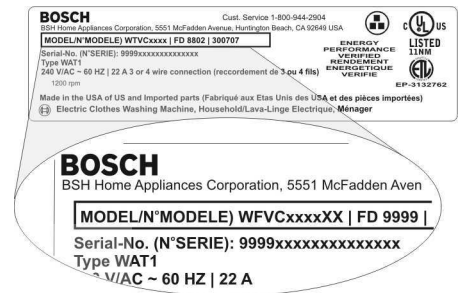 BOSCH
Cust. Service 1-800-944-2904
BSH Home Appliances Corporation, 5551 McFadden Avenue, Huntington Beach, CA 92649 USA
MODEL/N°MODELE) WTVCxxxx | FD 8802 | 300707
Serial-No. (N°SERIE): 9999xxxxxxxxxxxxxx
Type WAT1
240 V/AC ~ 60 HZ | 22 A 3 or 4 wire connection (reccordement de 3 ou 4 fils)
1200 rpm
Made in the USA of US and Imported parts (Fabriqué aux Etas Unis des USA et des pièces importées)
Electric Clothes Washing Machine, Household/Lava-Linge Electrique, Ménager
ENERGY
PERFORMANCE
VERIFIED
RENDEMENT
ENERGETIQUE
VERIFIE
C UL US
LISTED
11NM
EP-3132762
BOSCH
BSH Home Appliances Corporation, 5551 McFadden Aven
MODEL/N°MODELE) WFVCxxxxXX | FD 9999 |
Serial-No. (N°SERIE): 9999xxxxxxxxxxxxxx
Type WAT1
V/AC ~ 60 HZ | 22 A